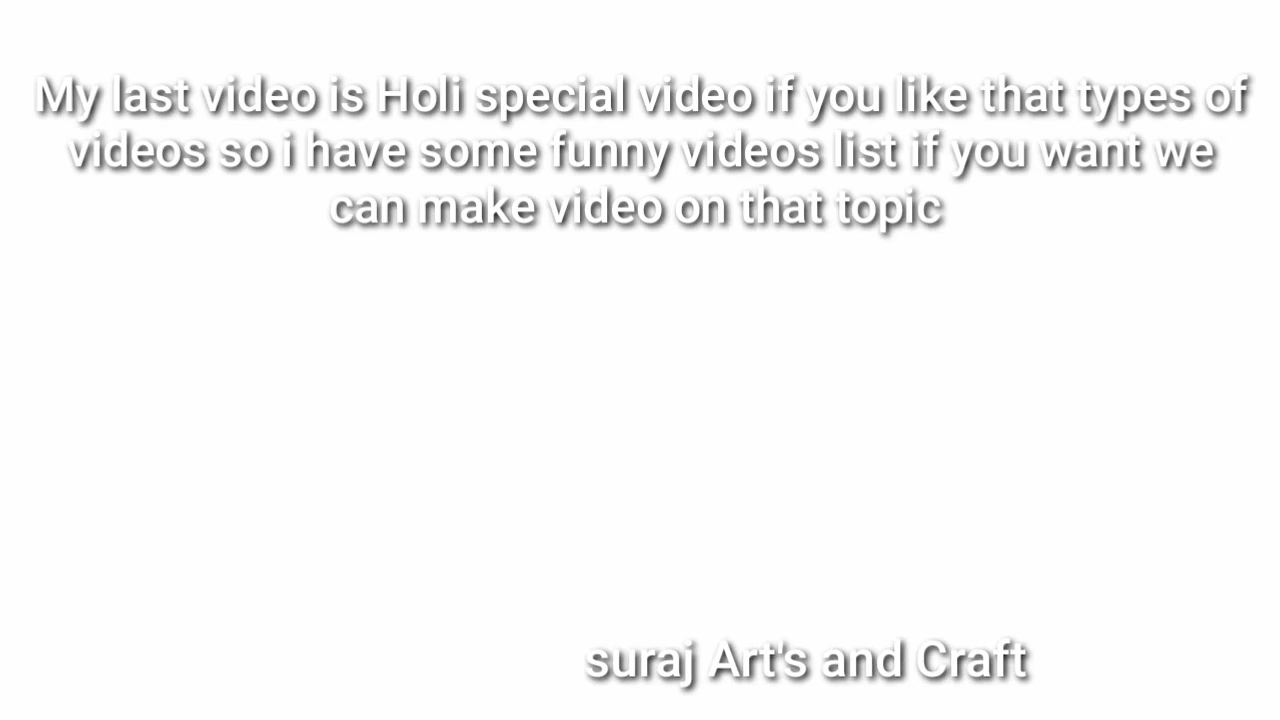 My last video is Holi special video if you like that types of
videos so i have some funny videos list if you want we
can make video on that topic
suraj Art's and Craft